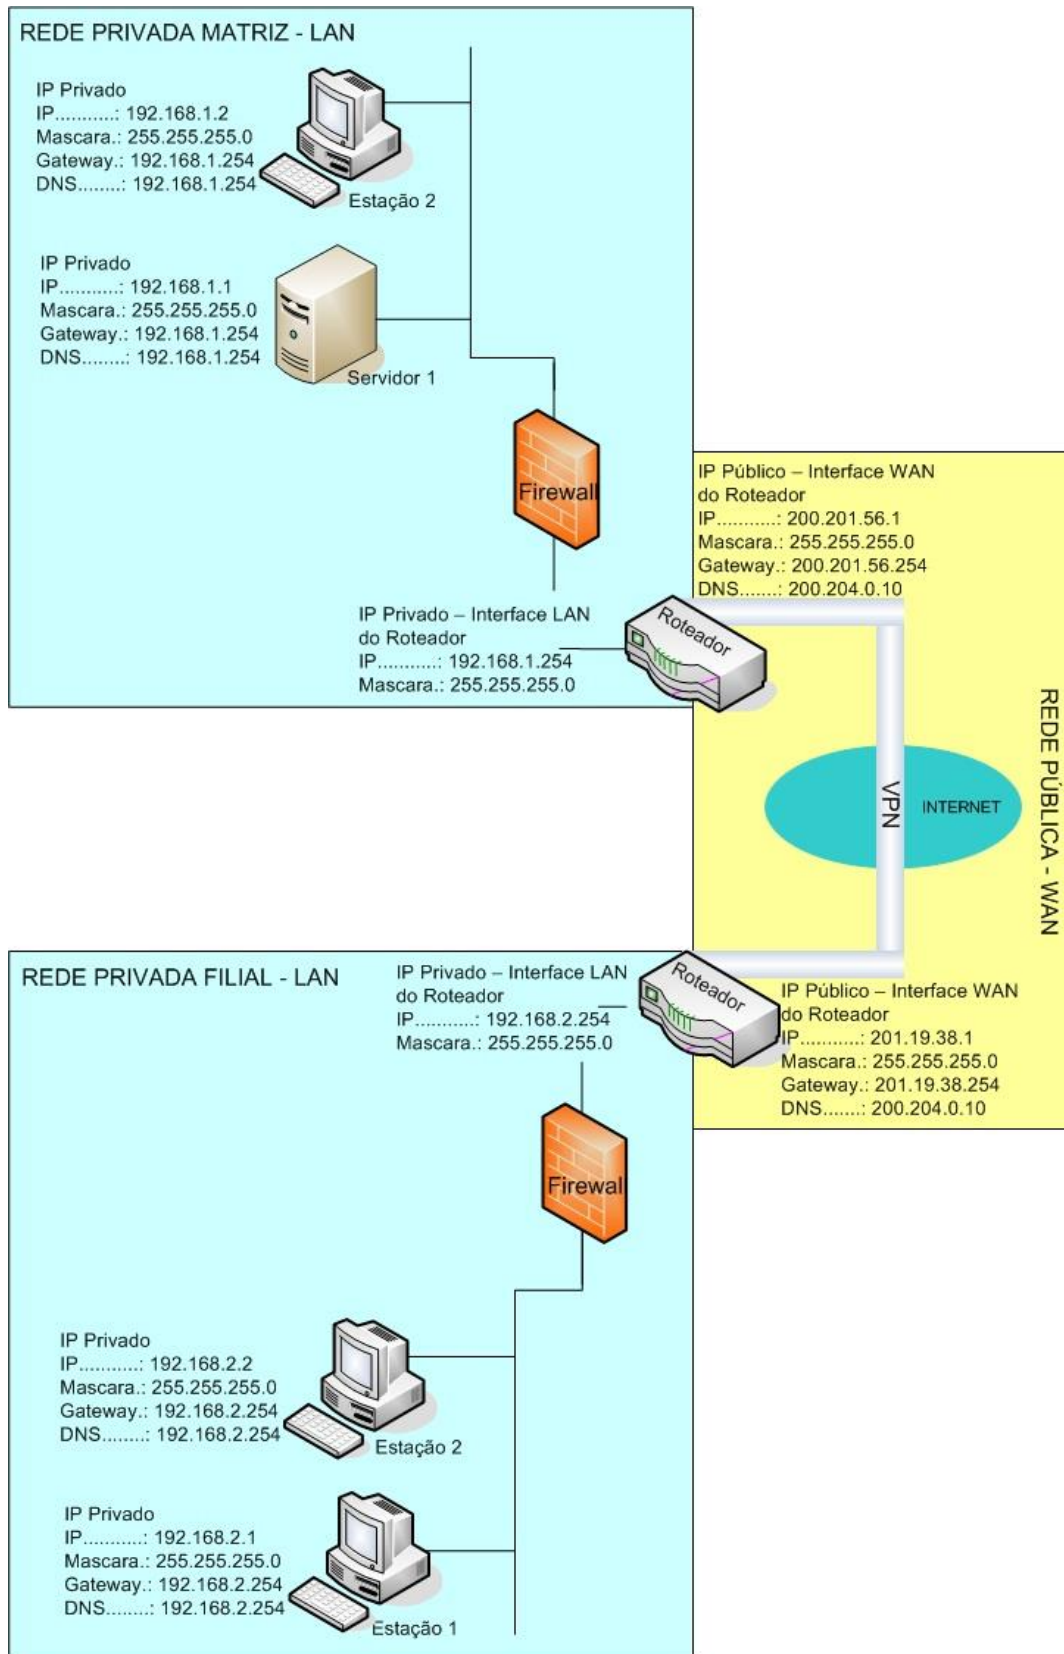 REDE PRIVADA MATRIZ - LAN
IP Privado
IP...........: 192.168.1.2
Mascara.: 255.255.255.0
Gateway.: 192.168.1.254
DNS........: 192.168.1.254
Estação 2
IP Privado
IP...........: 192.168.1.1
Mascara.: 255.255.255.0
Gateway.: 192.168.1.254
DNS........: 192.168.1.254
Servidor 1
Firewall
IP Privado – Interface LAN
do Roteador
IP...........: 192.168.1.254
Mascara.: 255.255.255.0
Roteador
IP Público – Interface WAN
do Roteador
IP...........: 200.201.56.1
Mascara.: 255.255.255.0
Gateway.: 200.201.56.254
DNS.......: 200.204.0.10
VPN
INTERNET
REDE PÚBLICA - WAN
REDE PRIVADA FILIAL - LAN
IP Privado – Interface LAN
do Roteador
IP...........: 192.168.2.254
Mascara.: 255.255.255.0
Roteador
IP Público – Interface WAN
do Roteador
IP...........: 201.19.38.1
Mascara.: 255.255.255.0
Gateway.: 201.19.38.254
DNS.......: 200.204.0.10
Firewal
IP Privado
IP...........: 192.168.2.2
Mascara.: 255.255.255.0
Gateway.: 192.168.2.254
DNS........: 192.168.2.254
Estação 2
IP Privado
IP...........: 192.168.2.1
Mascara.: 255.255.255.0
Gateway.: 192.168.2.254
DNS........: 192.168.2.254
Estação 1